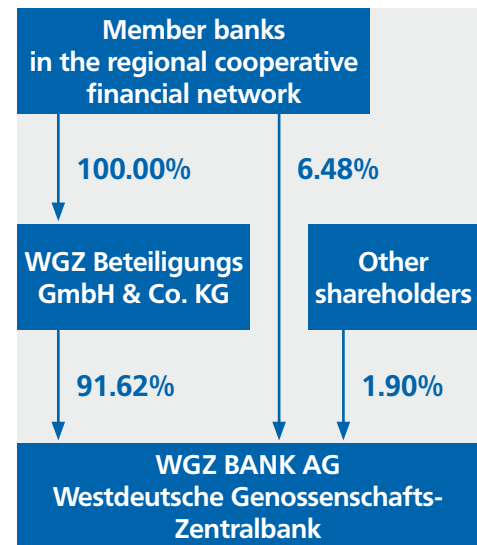 Member banks
in the regional cooperative
financial network
100.00%
6.48%
WGZ Beteiligungs
GmbH & Co. KG
Other
shareholders
91.62%
1.90%
WGZ BANK AG
Westdeutsche Genossenschafts-
Zentralbank